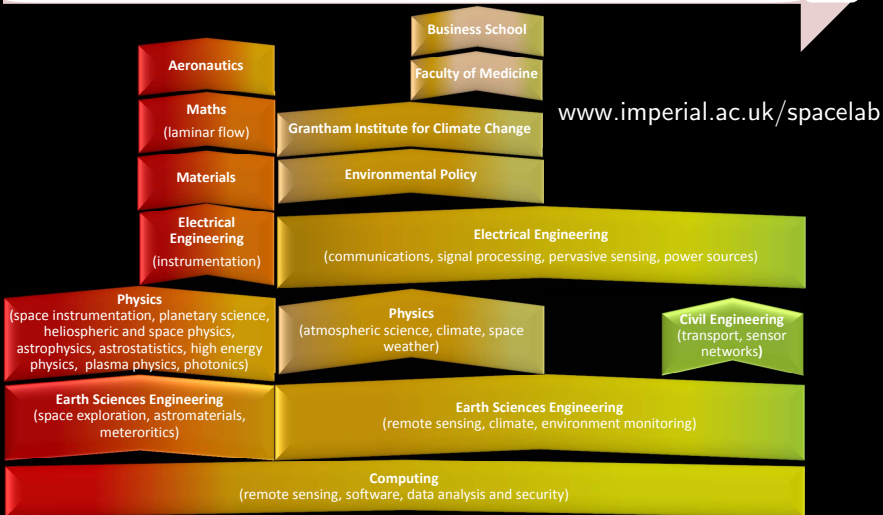 Business School
Aeronautics
Faculty of Medicine
www.imperial.ac.uk/spacelab
Maths
(laminar flow)
Grantham Institute for Climate Change
Materials
Environmental Policy
Electrical
Engineering
(instrumentation)
Electrical Engineering
(communications, signal processing, pervasive sensing, power sources)
Physics
(space instrumentation, planetary science,
heliospheric and space physics,
astrophysics, astrostatistics, high energy
physics, plasma physics, photonics)
Physics
(atmospheric science, climate, space
weather)
Civil Engineering
(transport, sensor
networks)
Earth Sciences Engineering
(space exploration, astromaterials,
meteroritics)
Earth Sciences Engineering
(remote sensing, climate, environment monitoring)
Computing
(remote sensing, software, data analysis and security)